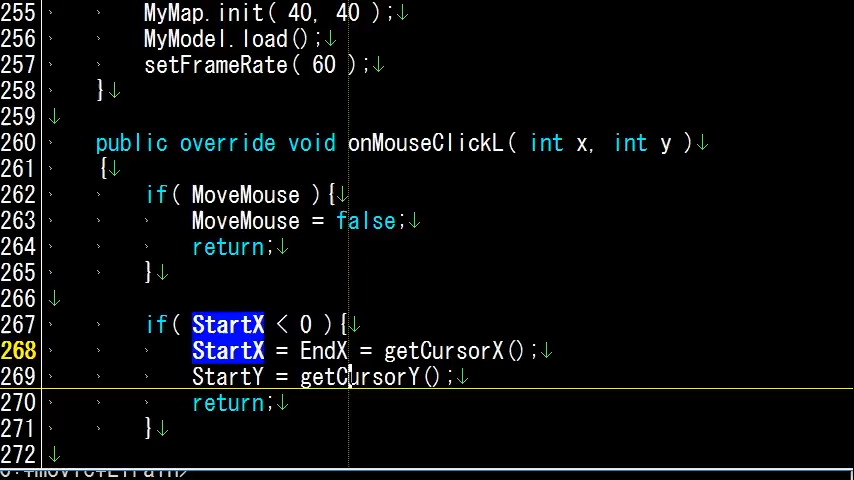 255 MyMap.init( 40, 40 );↓
256 MyModel.load();↓
257 setFrameRate( 60 );↓
258 }↓
259 ↓
260 public override void onMouseClickL( int x, int y )↓
261 {↓
262 if( MoveMouse ){↓
263 MoveMouse = false;↓
264 return;↓
265 }↓
266 ↓
267 if( StartX < 0 ){↓
268 StartX = EndX = getCursorX();↓
269 StartY = getCursorY();↓
270 return;↓
271 }↓
272 ↓